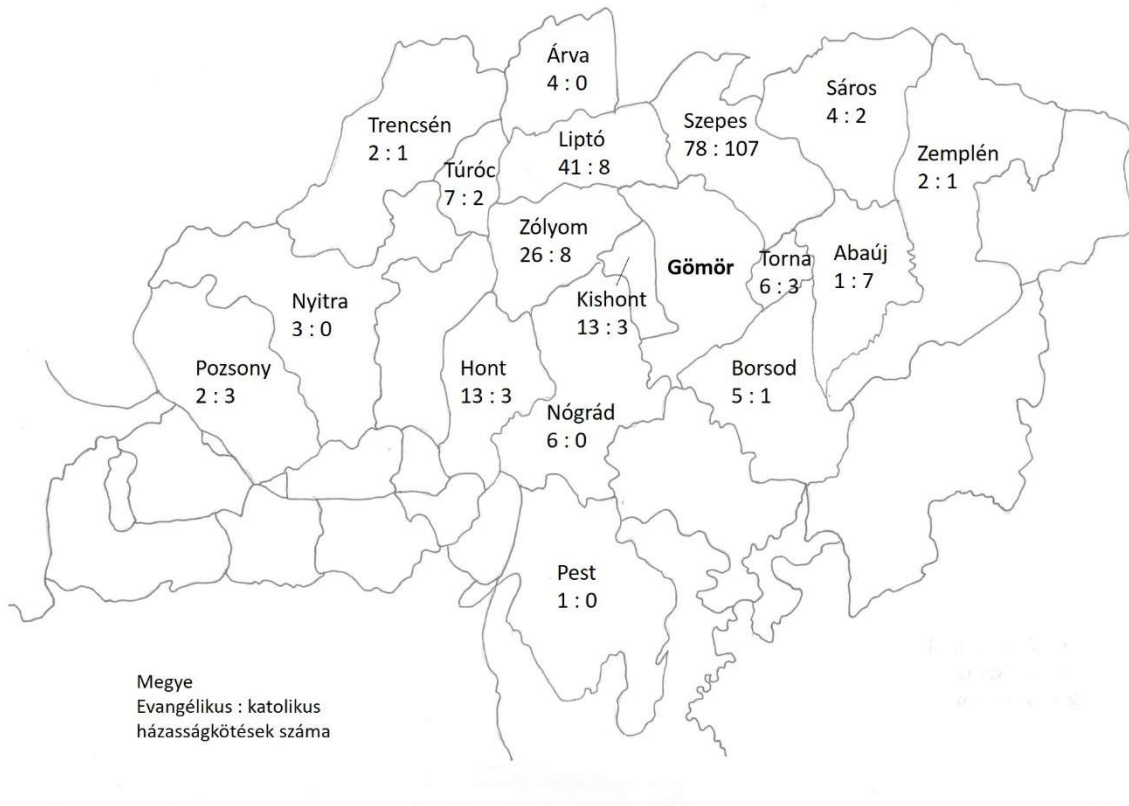 Árva
4 : 0
Sáros
4 : 2
Trencsén
2 : 1
Szepes
78 : 107
Liptó
41 : 8
Zemplén
2 : 1
Túróc
7 : 2
Zólyom
26 : 8
Gömör
Torna
6 : 3
Abaúj
1 : 7
Nyitra
3 : 0
Kishont
13 : 3
Pozsony
2 : 3
Hont
13 : 3
Borsod
5 : 1
Nógrád
6 : 0
Pest
1 : 0
Megye
Evangélikus : katolikus
házasságkötések száma